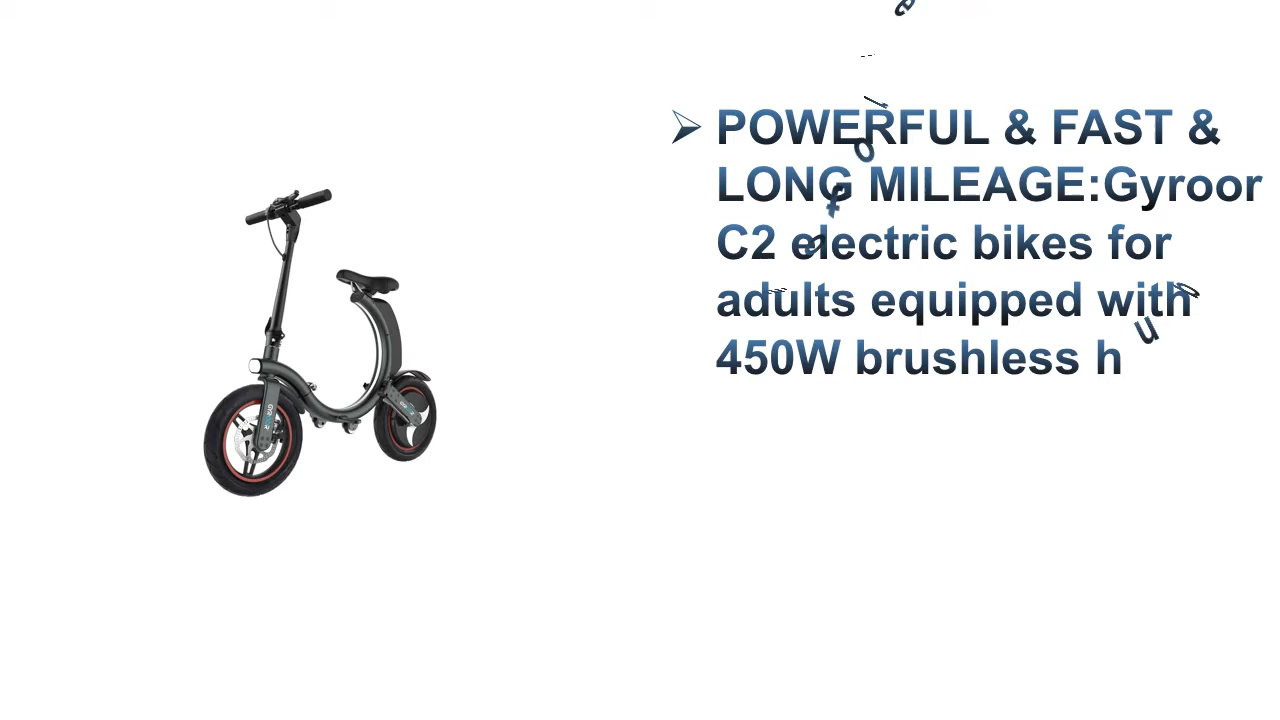 POWERFUL & FAST &
LONG MILEAGE:Gyroor
C2 electric bikes for
adults equipped with
450W brushless h